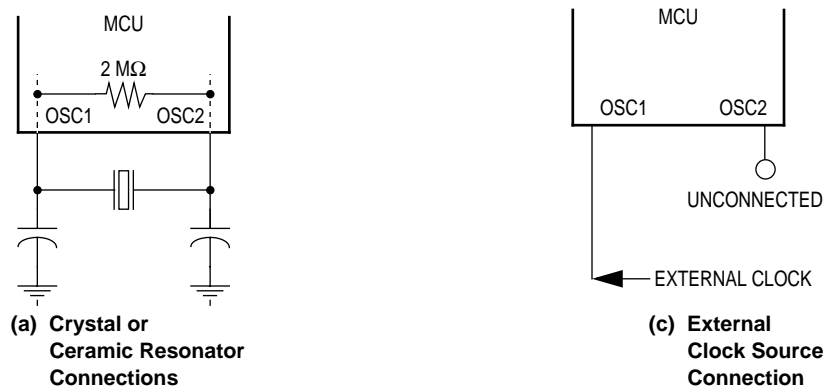 MCU
2 MΩ
OSC1 OSC2
(a) Crystal or
Ceramic Resonator
Connections
MCU
OSC1 OSC2
UNCONNECTED
EXTERNAL CLOCK
(c) External
Clock Source
Connection